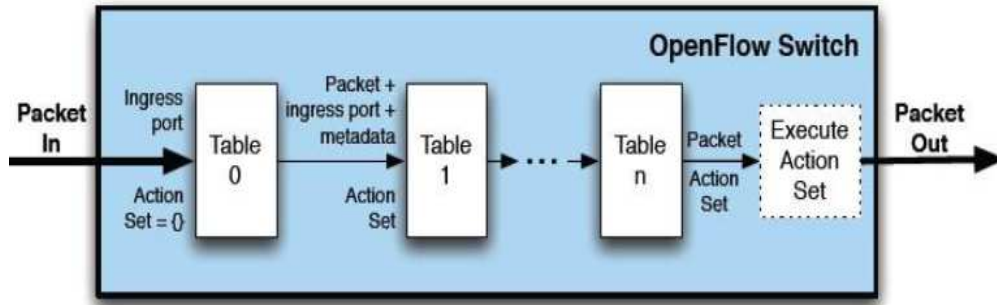 OpenFlow Switch
Packet
In
Ingress
port
Action
Set = {}
Table
0
Packet +
ingress port +
metadata
Action
Set
Table
1
...
Table
n
Packet
Action
Set
Execute
Action
Set
Packet
Out